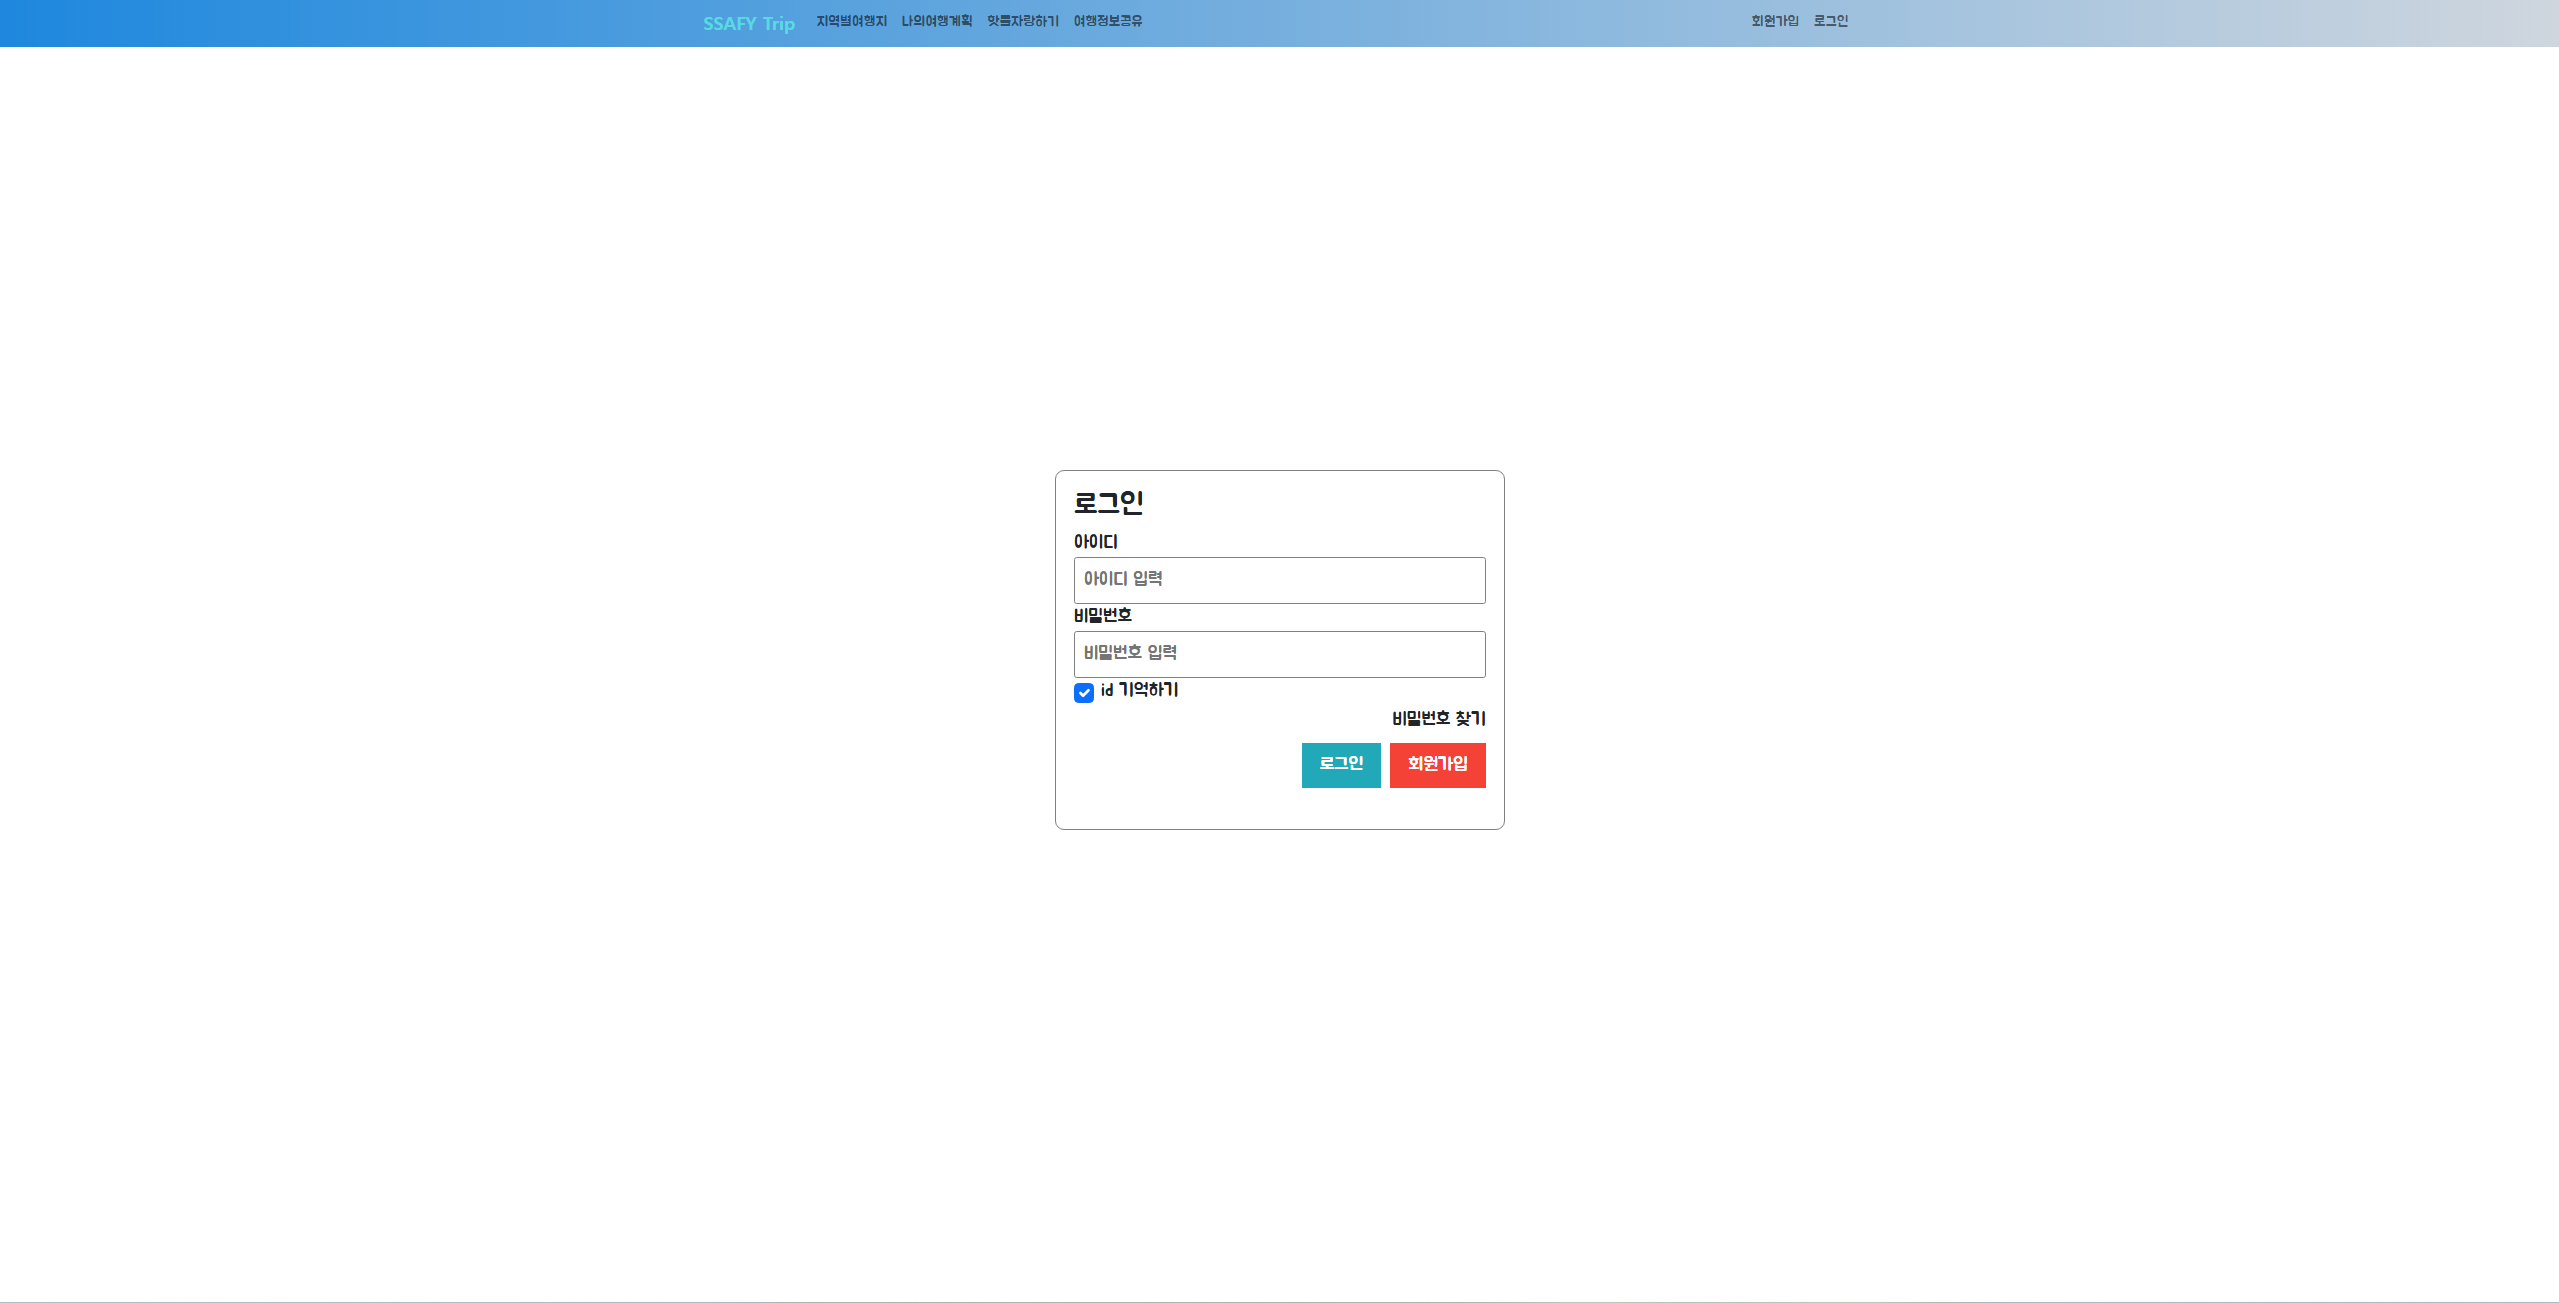 SSAFY Trip 지역별여행지 나의여행계획 핫플자랑하기 여행정보공유 회원가입 로그인
로그인
아이디
아이디 입력
비밀번호
비밀번호 입력
id 기억하기
비밀번호 찾기
로그인 회원가입